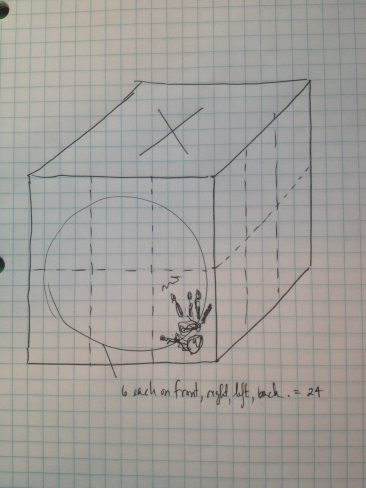 6 each on front, right, left, back. = 24